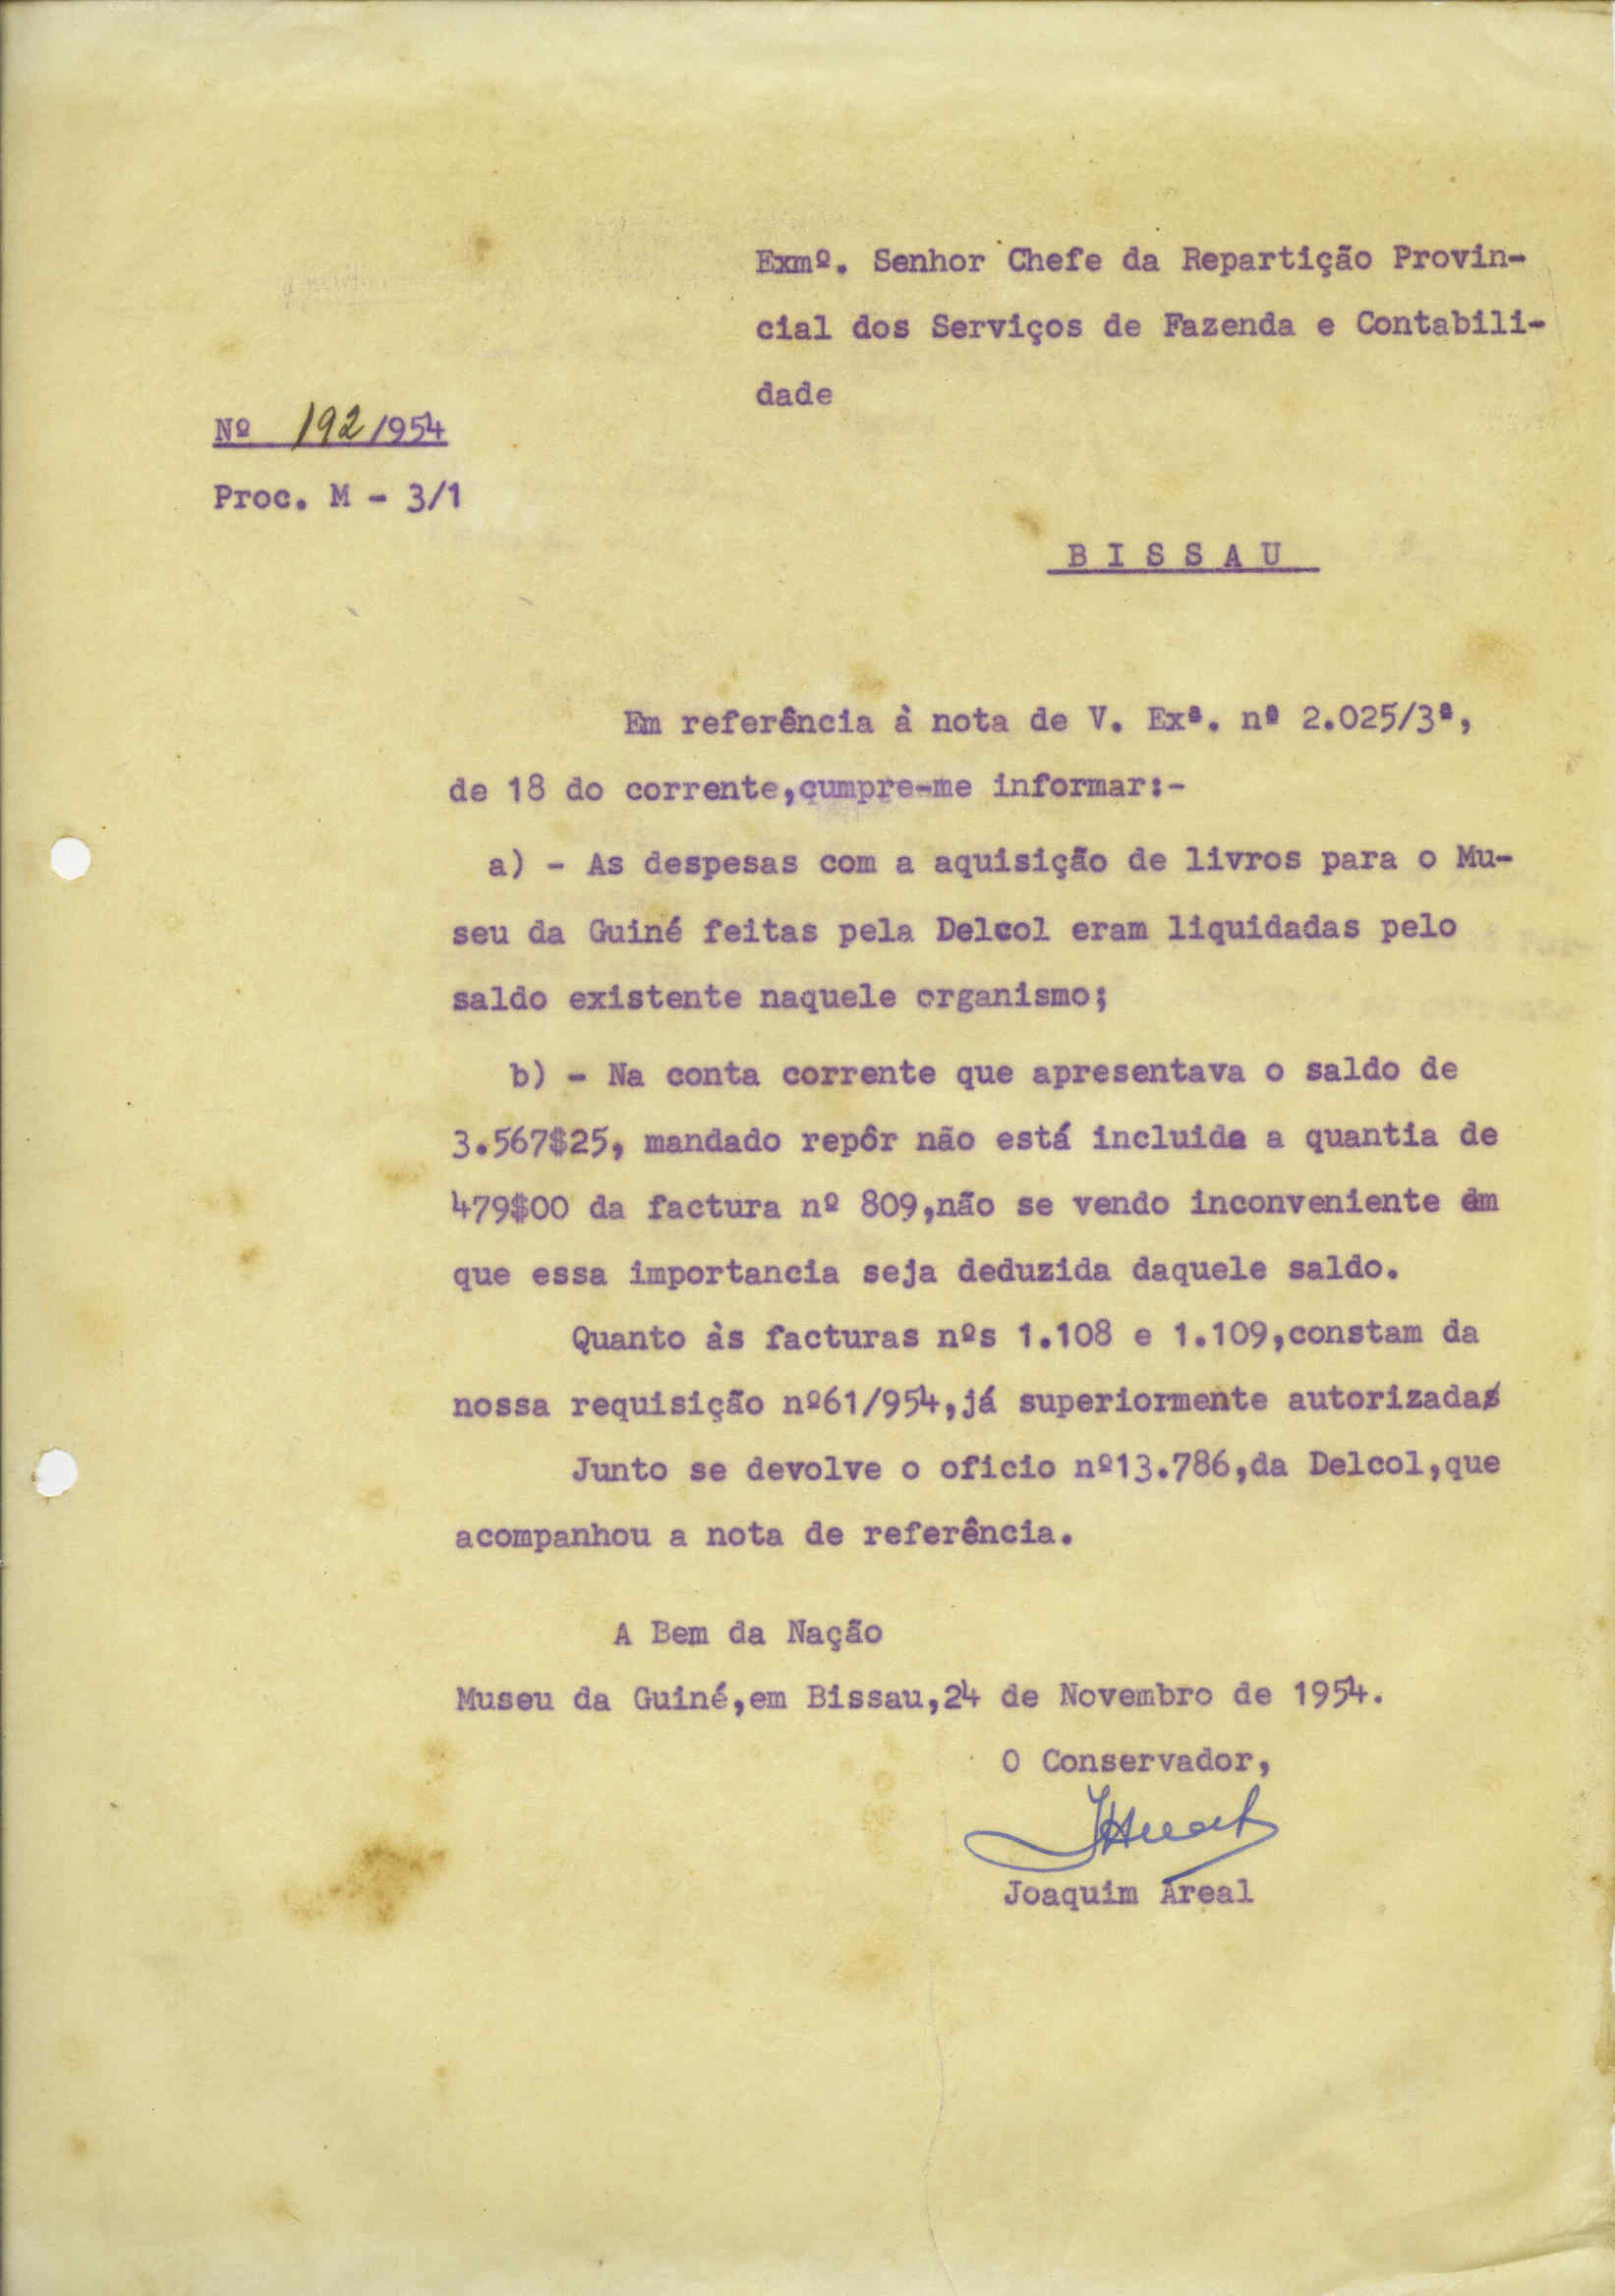 Exmº. Senhor Chefe da Repartição Provin-
cial dos Serviços de Fazenda e Contabili-
dade
Nº 192/954
Proc. M - 3/1
BISSAU
Em referência à nota de V. Exª. nº 2.025/3ª,
de 18 do corrente,cumpre-me informar:-
a) - As despesas com a aquisição de livros para o Mu-
seu da Guiné feitas pela Delcol eram liquidadas pelo
saldo existente naquele organismo;
b) - Na conta corrente que apresentava o saldo de
3.567$25, mandado repôr não está incluida a quantia de
479$00 da factura nº 809,não se vendo inconveniente em
que essa importancia seja deduzida daquele saldo.
Quanto às facturas nºs 1.108 e 1.109,constam da
nossa requisição nº61/954,já superiormente autorizadas
Junto se devolve o oficio nº13.786,da Delcol,que
acompanhou a nota de referência.
A Bem da Nação
Museu da Guiné,em Bissau,24 de Novembro de 1954.
O Conservador,
Joaquim Areal